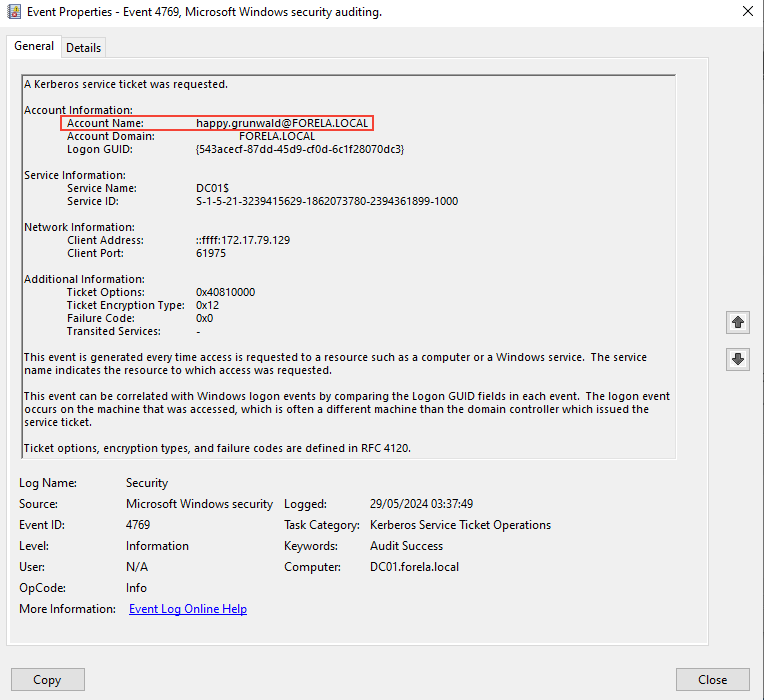 Event Properties - Event 4769, Microsoft Windows security auditing.
General Details
A Kerberos service ticket was requested.
Account Information:
Account Name: happy.grunwald@FORELA.LOCAL
Account Domain: FORELA.LOCAL
Logon GUID: {543acecf-87dd-45d9-cf0d-6c1f28070dc3}
Service Information:
Service Name: DC01$
Service ID: S-1-5-21-3239415629-1862073780-2394361899-1000
Network Information:
Client Address: ::ffff:172.17.79.129
Client Port: 61975
Additional Information:
Ticket Options: 0x40810000
Ticket Encryption Type: 0x12
Failure Code: 0x0
Transited Services: -
This event is generated every time access is requested to a resource such as a computer or a Windows service.  The service
name indicates the resource to which access was requested.
This event can be correlated with Windows logon events by comparing the Logon GUID fields in each event.  The logon event
occurs on the machine that was accessed, which is often a different machine than the domain controller which issued the
service ticket.
Ticket options, encryption types, and failure codes are defined in RFC 4120.
Log Name: Security
Source: Microsoft Windows security Logged: 29/05/2024 03:37:49
Event ID: 4769 Task Category: Kerberos Service Ticket Operations
Level: Information Keywords: Audit Success
User: N/A Computer: DC01.forela.local
OpCode: Info
More Information: Event Log Online Help
Copy Close